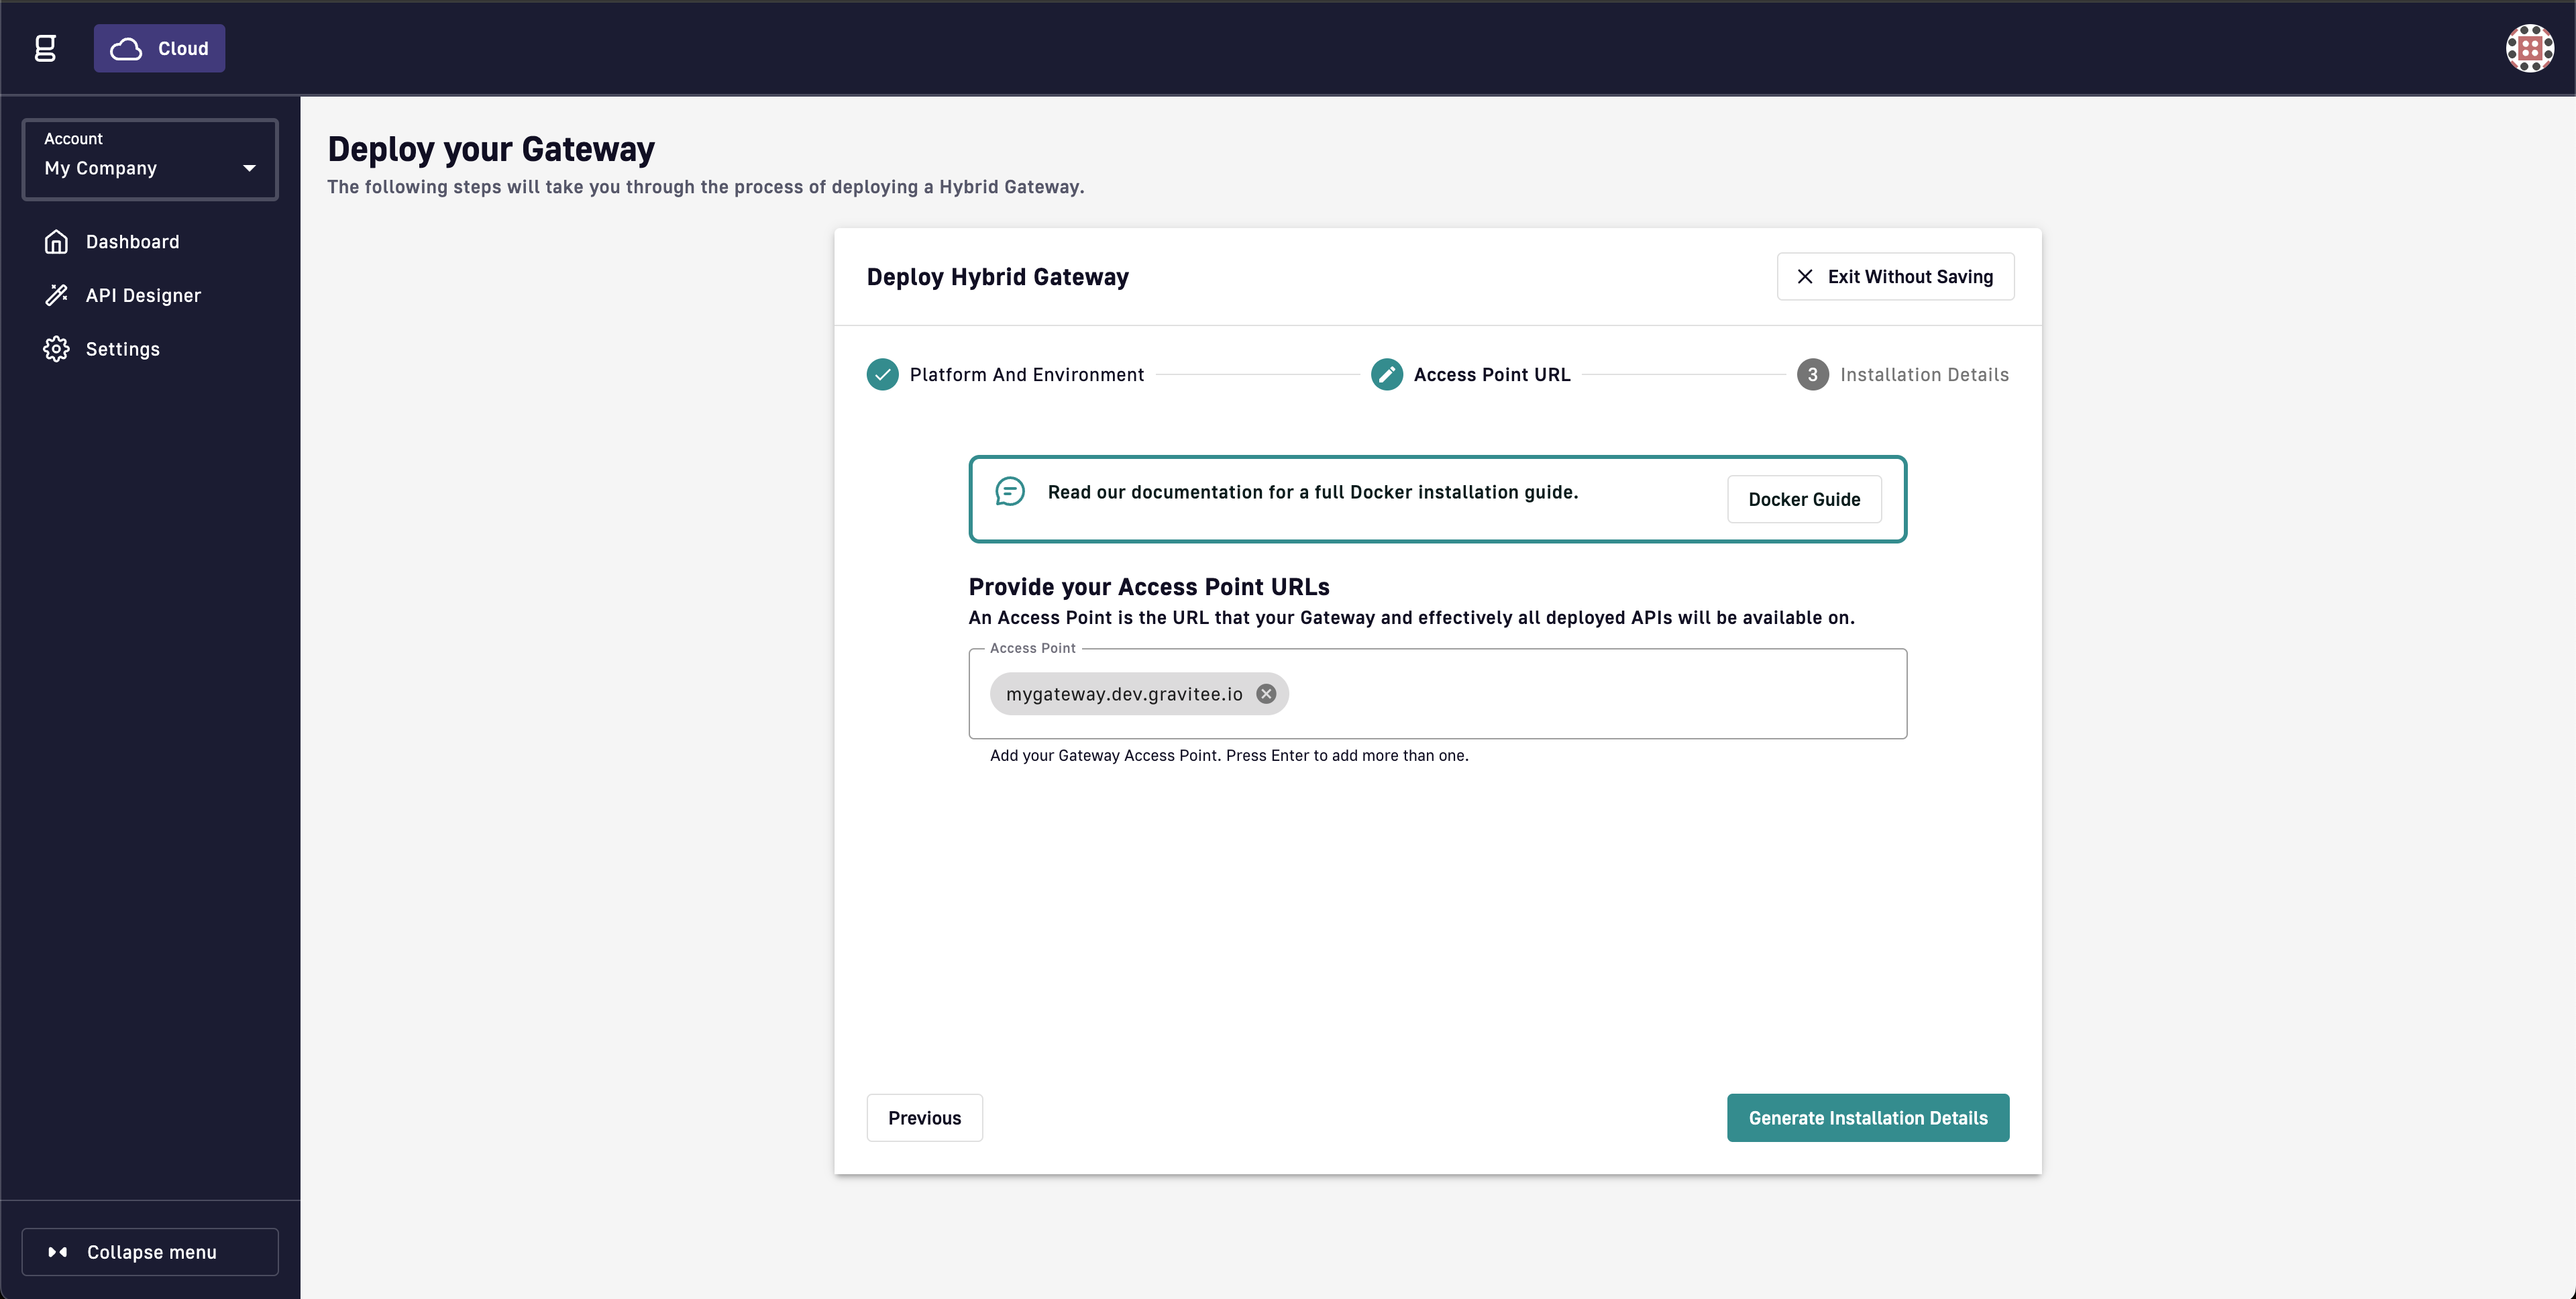 g
Cloud
Account
My Company
Dashboard
API Designer
Settings
Collapse menu
Deploy your Gateway
The following steps will take you through the process of deploying a Hybrid Gateway.
Deploy Hybrid Gateway
Exit Without Saving
Platform And Environment
Access Point URL
3 Installation Details
Read our documentation for a full Docker installation guide.
Docker Guide
Provide your Access Point URLs
An Access Point is the URL that your Gateway and effectively all deployed APIs will be available on.
Access Point
mygateway.dev.gravitee.io
Add your Gateway Access Point. Press Enter to add more than one.
Previous
Generate Installation Details